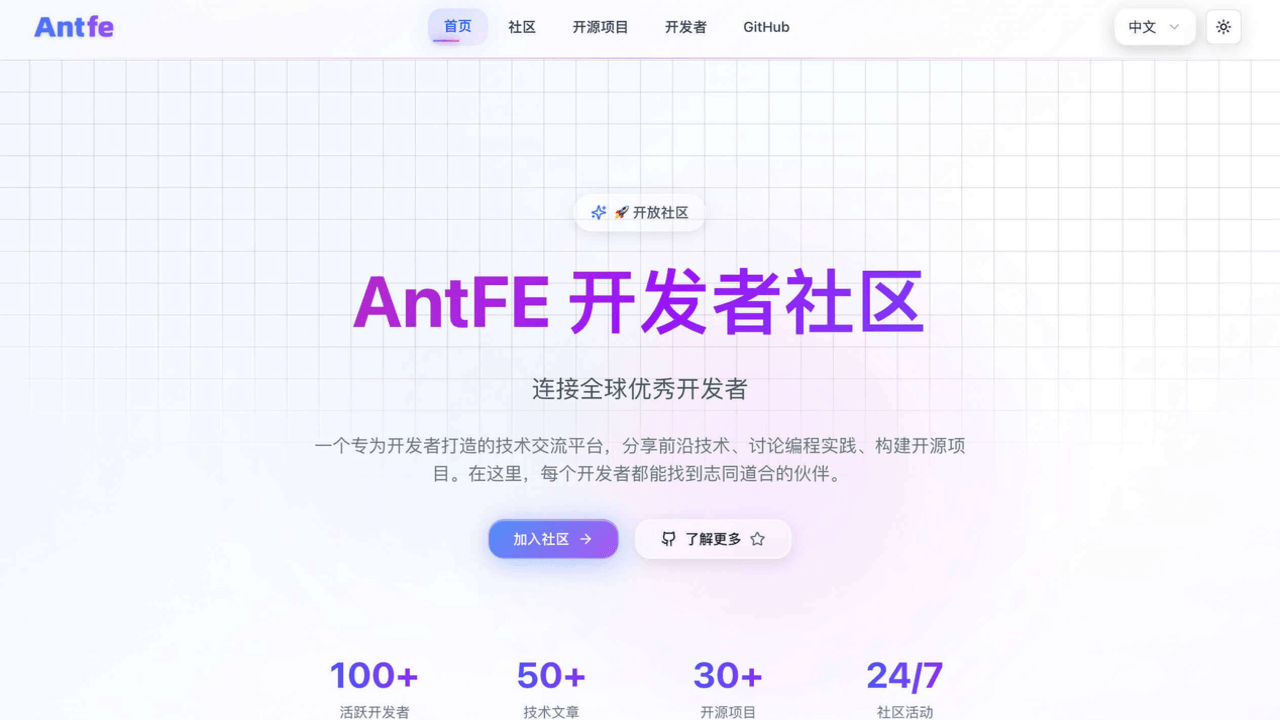 Antfe
首页 社区 开源项目 开发者 GitHub
中文
🚀 开放社区
AntFE 开发者社区
连接全球优秀开发者
一个专为开发者打造的技术交流平台，分享前沿技术、讨论编程实践、构建开源项
目。在这里，每个开发者都能找到志同道合的伙伴。
加入社区 → 了解更多
100+ 50+ 30+ 24/7
活跃开发者 技术文章 开源项目 社区活动